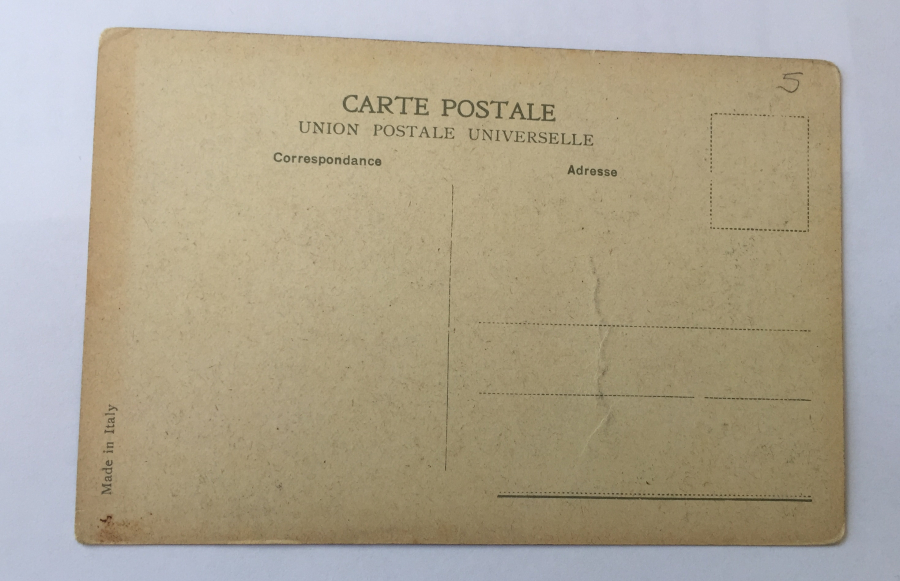 5
CARTE POSTALE
UNION POSTALE UNIVERSELLE
Correspondance
Adresse
Made in Italy